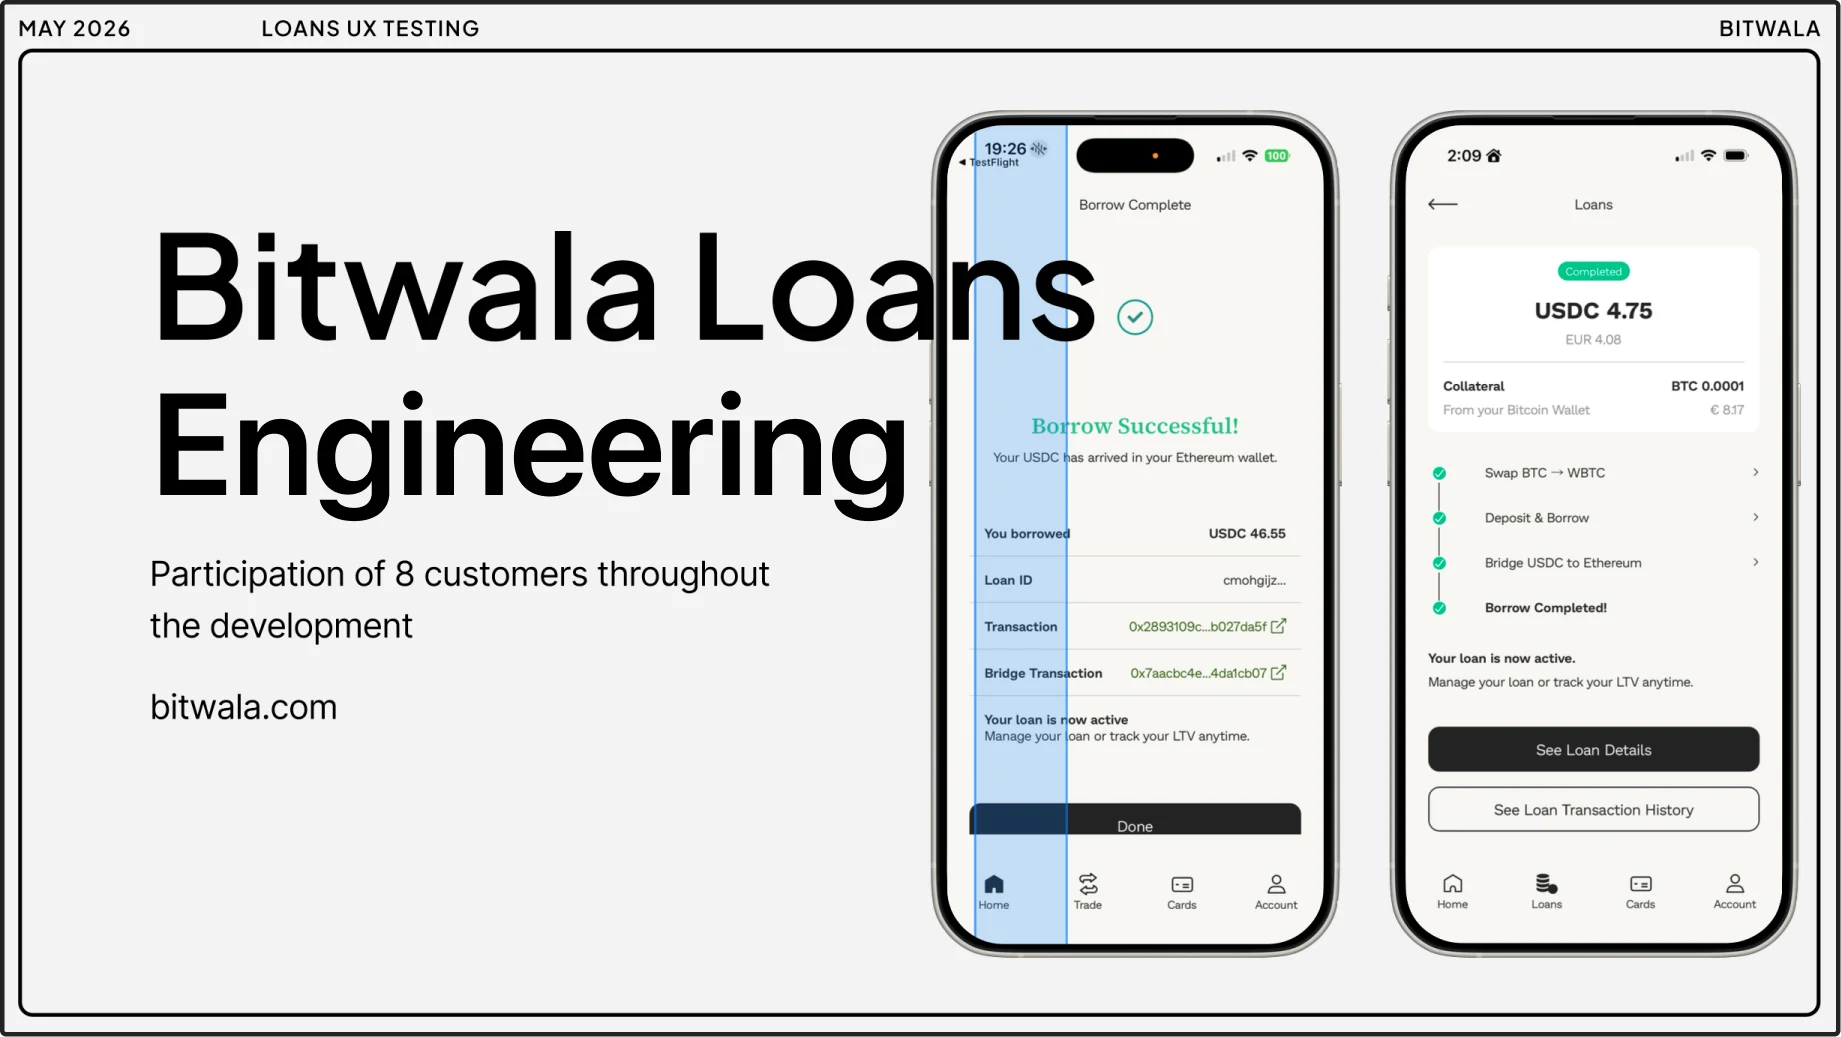 MAY 2026
LOANS UX TESTING
BITWALA
Bitwala Loans
Engineering
Participation of 8 customers throughout
the development
bitwala.com
19:26
◀ TestFlight
100
Borrow Complete
Borrow Successful!
Your USDC has arrived in your Ethereum wallet.
You borrowed USDC 46.55
Loan ID cmohgijz...
Transaction 0x2893109c...b027da5f
Bridge Transaction 0x7aacbc4e...4da1cb07
Your loan is now active
Manage your loan or track your LTV anytime.
Done
Home Trade Cards Account
2:09
Loans
Completed
USDC 4.75
EUR 4.08
Collateral BTC 0.0001
From your Bitcoin Wallet € 8.17
Swap BTC → WBTC
Deposit & Borrow
Bridge USDC to Ethereum
Borrow Completed!
Your loan is now active.
Manage your loan or track your LTV anytime.
See Loan Details
See Loan Transaction History
Home Loans Cards Account